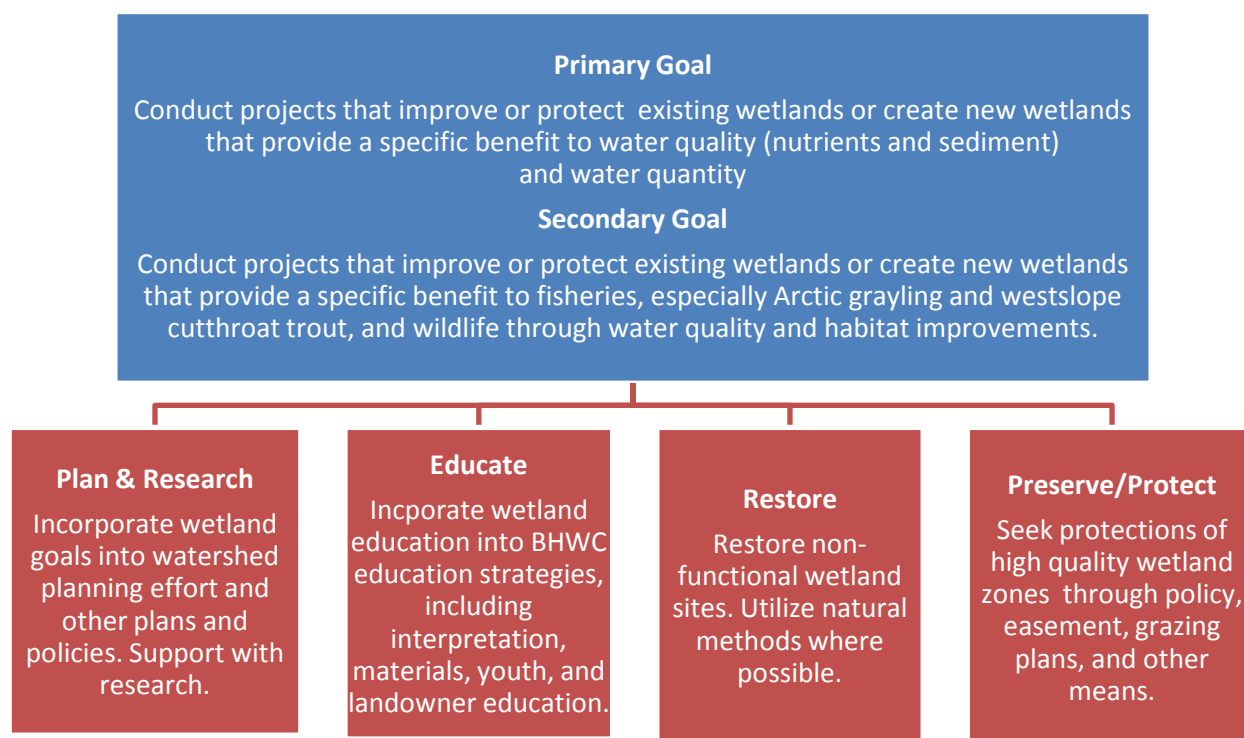 Primary Goal
Conduct projects that improve or protect  existing wetlands or create new wetlands
that provide a specific benefit to water quality (nutrients and sediment)
and water quantity
Secondary Goal
Conduct projects that improve or protect existing wetlands or create new wetlands
that provide a specific benefit to fisheries, especially Arctic grayling and westslope
cutthroat trout, and wildlife through water quality and habitat improvements.
Plan & Research
Incorporate wetland
goals into watershed
planning effort and
other plans and
policies. Support with
research.
Educate
Incporate wetland
education into BHWC
education strategies,
including
interpretation,
materials, youth, and
landowner education.
Restore
Restore non-
functional wetland
sites. Utilize natural
methods where
possible.
Preserve/Protect
Seek protections of
high quality wetland
zones  through policy,
easement, grazing
plans, and other
means.